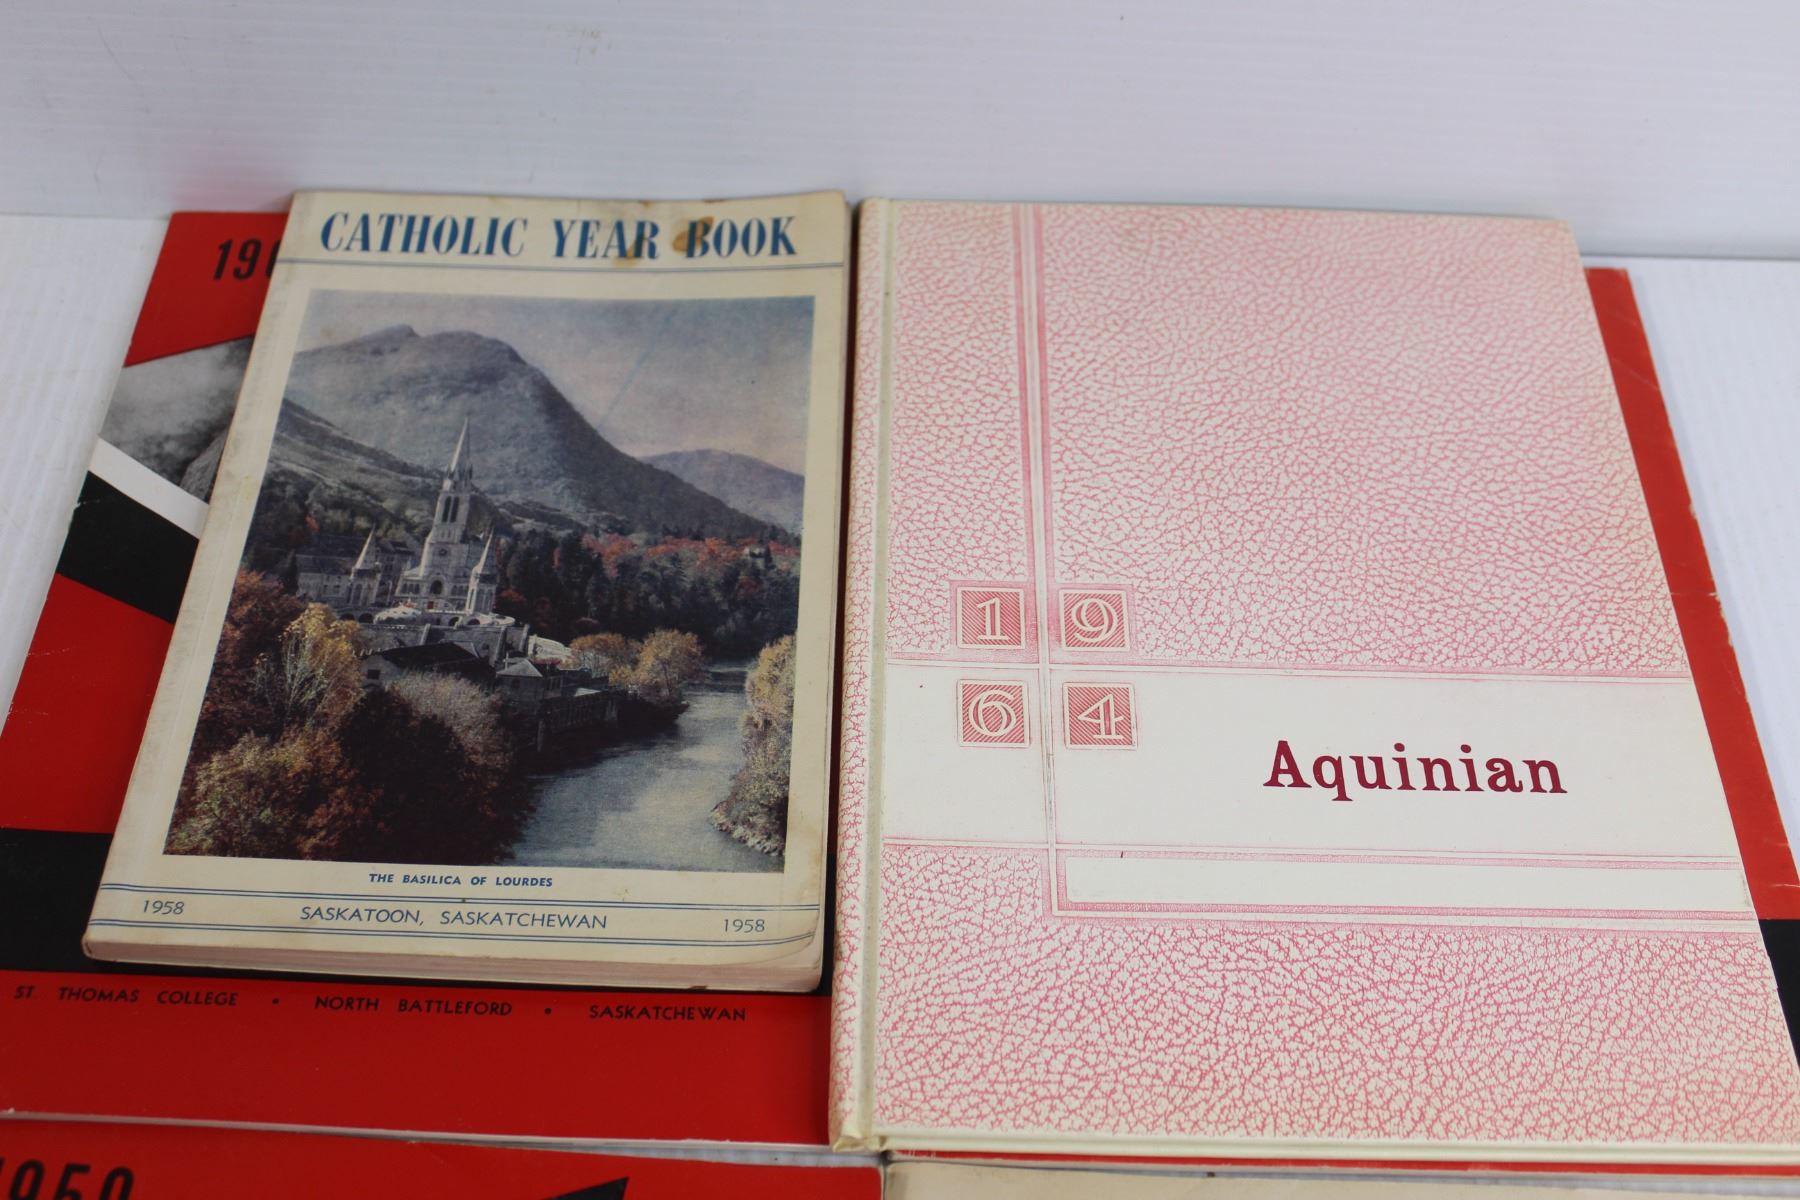 CATHOLIC YEAR BOOK
THE BASILICA OF LOURDES
1958 SASKATOON, SASKATCHEWAN 1958
19
64
Aquinian
ST. THOMAS COLLEGE • NORTH BATTLEFORD • SASKATCHEWAN